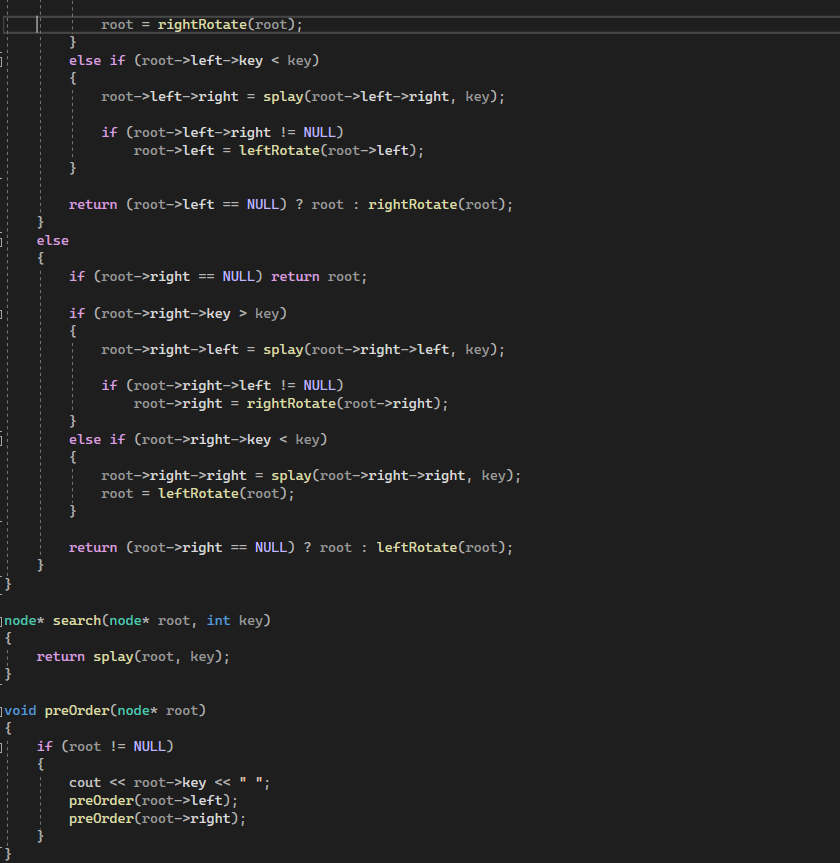 root = rightRotate(root);
        }
        else if (root->left->key < key)
        {
            root->left->right = splay(root->left->right, key);

            if (root->left->right != NULL)
                root->left = leftRotate(root->left);
        }

        return (root->left == NULL) ? root : rightRotate(root);
    }
    else
    {
        if (root->right == NULL) return root;

        if (root->right->key > key)
        {
            root->right->left = splay(root->right->left, key);

            if (root->right->left != NULL)
                root->right = rightRotate(root->right);
        }
        else if (root->right->key < key)
        {
            root->right->right = splay(root->right->right, key);
            root = leftRotate(root);
        }

        return (root->right == NULL) ? root : leftRotate(root);
    }
}

node* search(node* root, int key)
{
    return splay(root, key);
}

void preOrder(node* root)
{
    if (root != NULL)
    {
        cout << root->key << " ";
        preOrder(root->left);
        preOrder(root->right);
    }
}